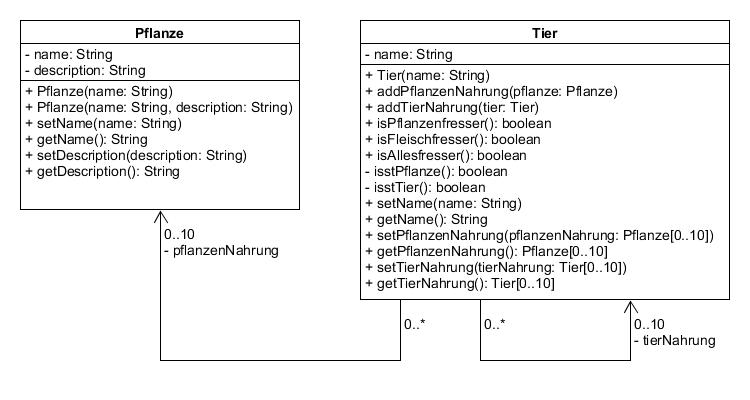 Pflanze
- name: String
- description: String
+ Pflanze(name: String)
+ Pflanze(name: String, description: String)
+ setName(name: String)
+ getName(): String
+ setDescription(description: String)
+ getDescription(): String
Tier
- name: String
+ Tier(name: String)
+ addPflanzenNahrung(pflanze: Pflanze)
+ addTierNahrung(tier: Tier)
+ isPflanzenfresser(): boolean
+ isFleischfresser(): boolean
+ isAllesfresser(): boolean
- isstPflanze(): boolean
- isstTier(): boolean
+ setName(name: String)
+ getName(): String
+ setPflanzenNahrung(pflanzenNahrung: Pflanze[0..10])
+ getPflanzenNahrung(): Pflanze[0..10]
+ setTierNahrung(tierNahrung: Tier[0..10])
+ getTierNahrung(): Tier[0..10]
0..10
- pflanzenNahrung
0..*
0..*
0..10
- tierNahrung